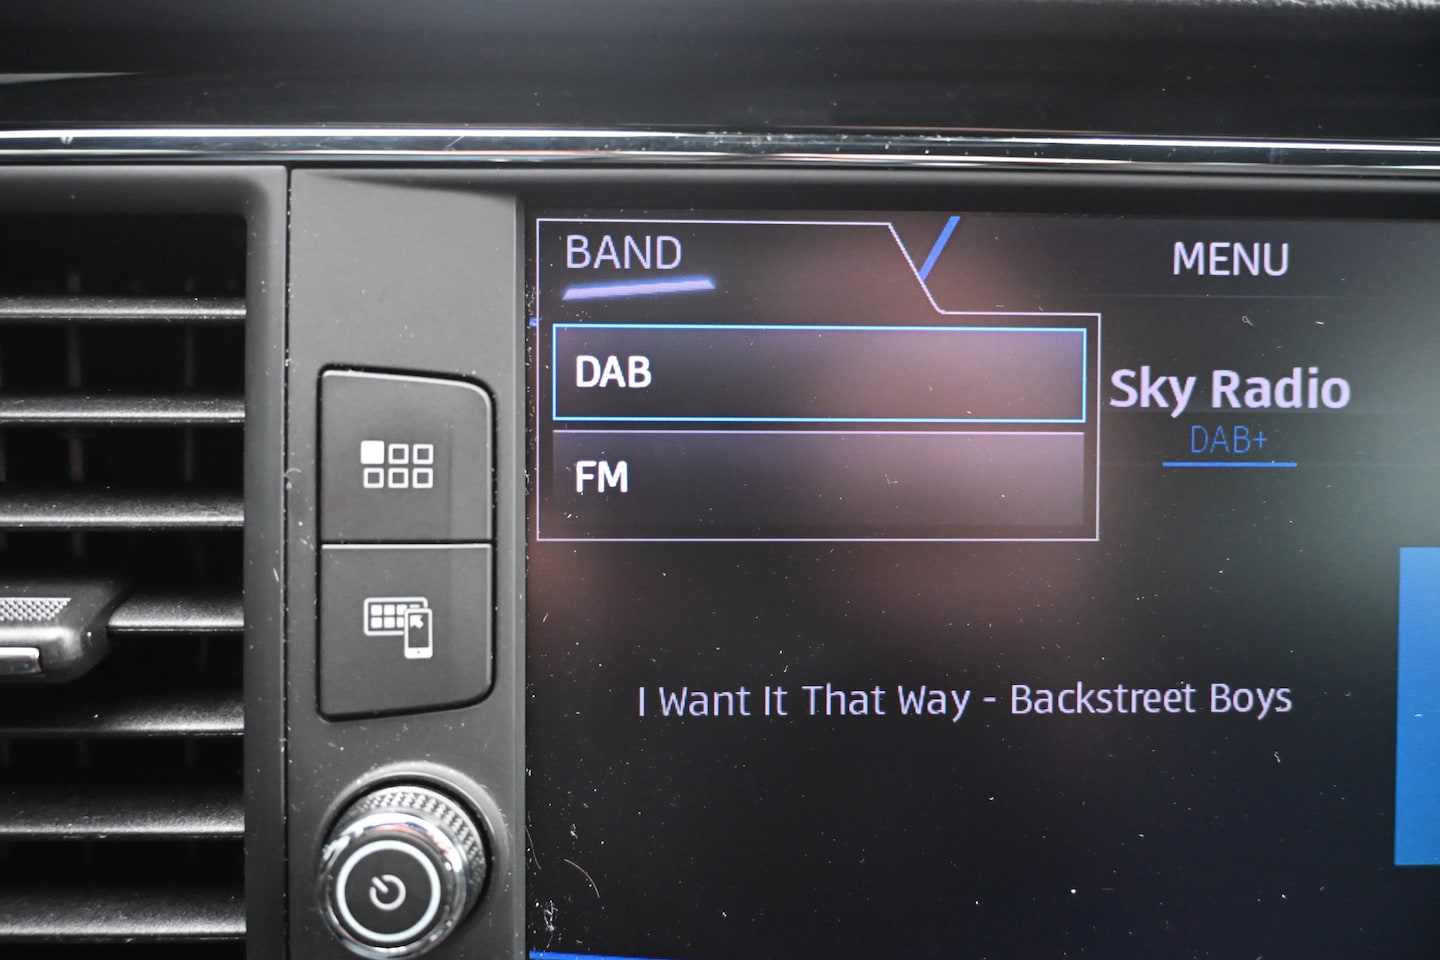 BAND
MENU
DAB
FM
Sky Radio
DAB+
I Want It That Way - Backstreet Boys